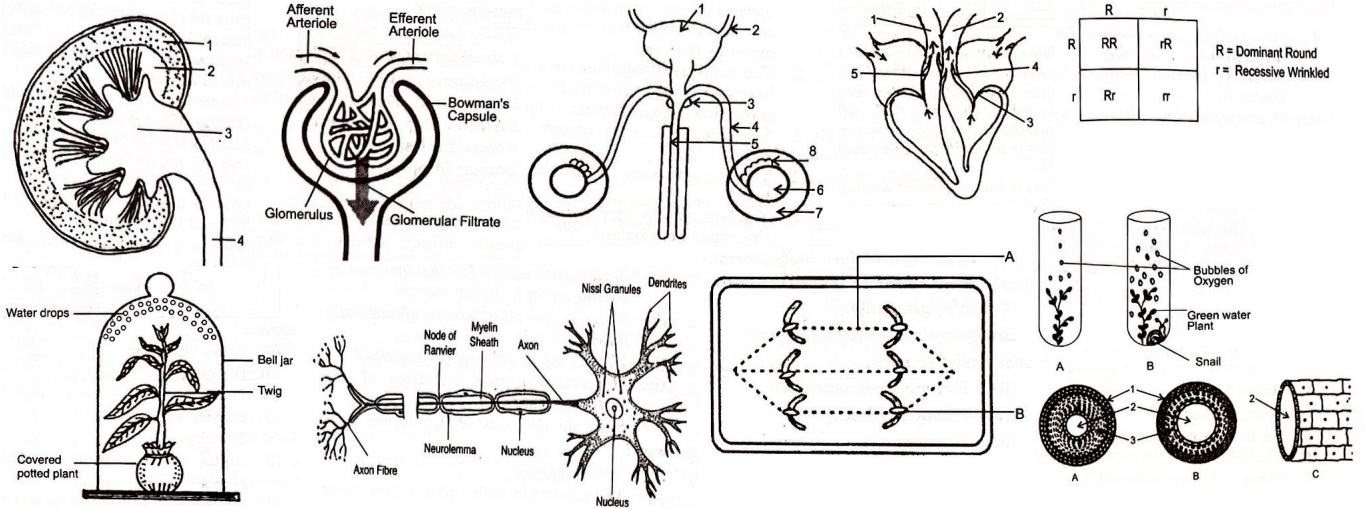 1
2
3
4
Afferent
Arteriole
Efferent
Arteriole
Bowman's
Capsule
Glomerulus
Glomerular Filtrate
1
2
3
4
5
8
6
7
1
2
5
4
3
R
r
R
RR
rR
r
Rr
rr
R = Dominant Round
r = Recessive Wrinkled
Water drops
Bell jar
Twig
Covered
potted plant
Nissl Granules
Dendrites
Node of
Ranvier
Myelin
Sheath
Axon
Neurolemma
Nucleus
Axon Fibre
Nucleus
A
B
Bubbles of
Oxygen
Green water
Plant
Snail
A
B
1
2
3
A
B
2
C